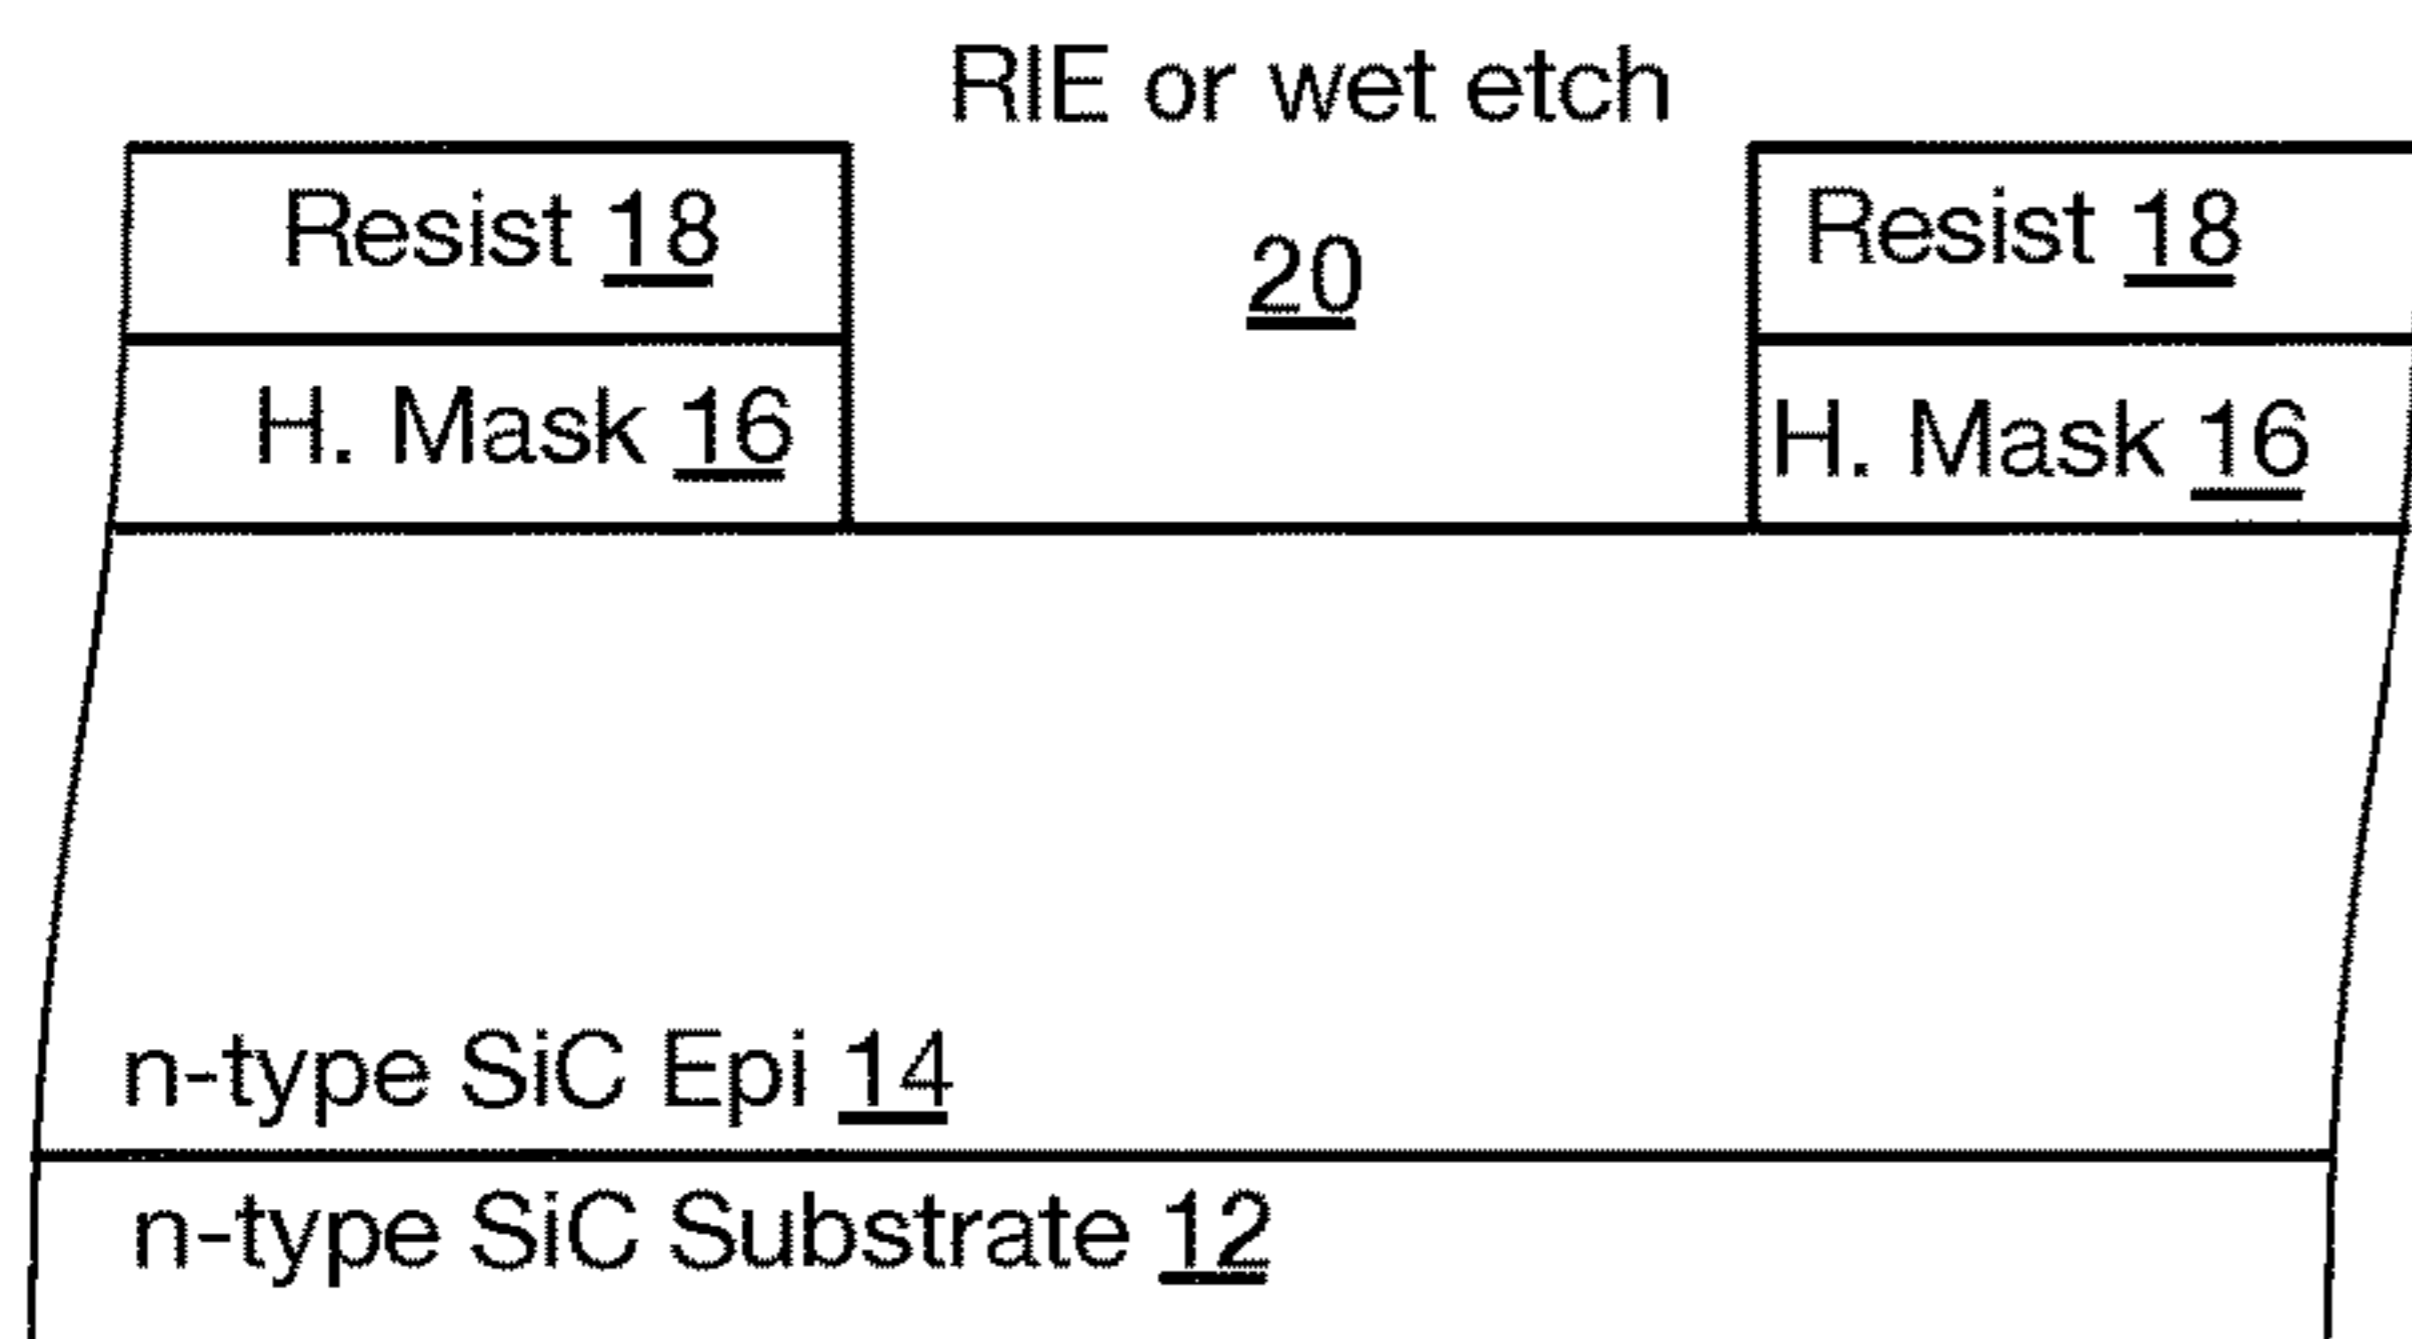 RIE or wet etch
Resist 18
20
Resist 18
H. Mask 16
H. Mask 16
n-type SiC Epi 14
n-type SiC Substrate 12